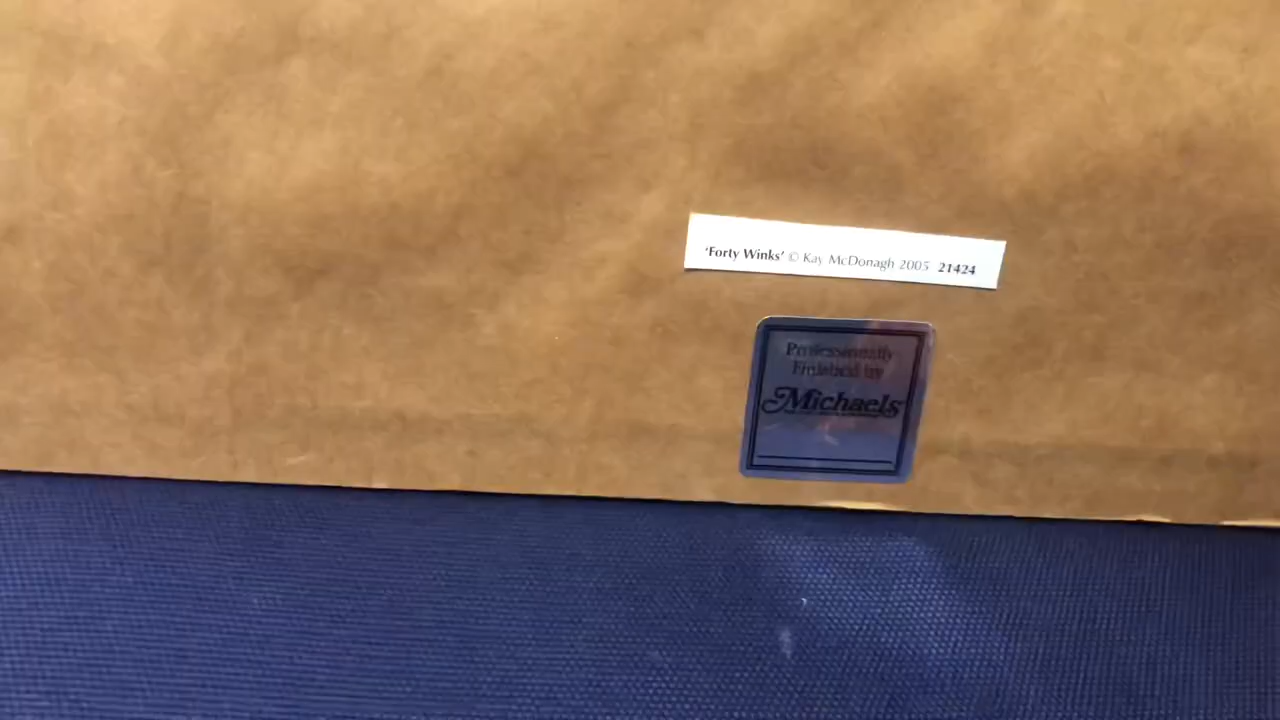 'Forty Winks' © Kay McDonagh 2005 21424
Professionally
Finished by
Michaels